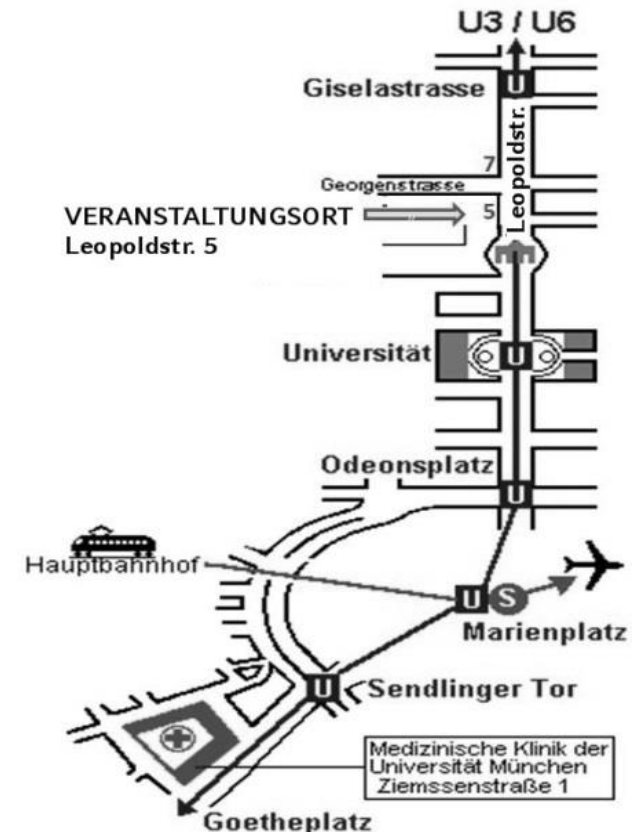 U3 / U6
U
Giselastrasse
Leopoldstr.
7
Georgenstrasse
VERANSTALTUNGSORT
5
Leopoldstr. 5
Universität
U
Odeonsplatz
U
Hauptbahnhof
U S
Marienplatz
U
Sendlinger Tor
Medizinische Klinik der
Universität München
Ziemssenstraße 1
Goetheplatz